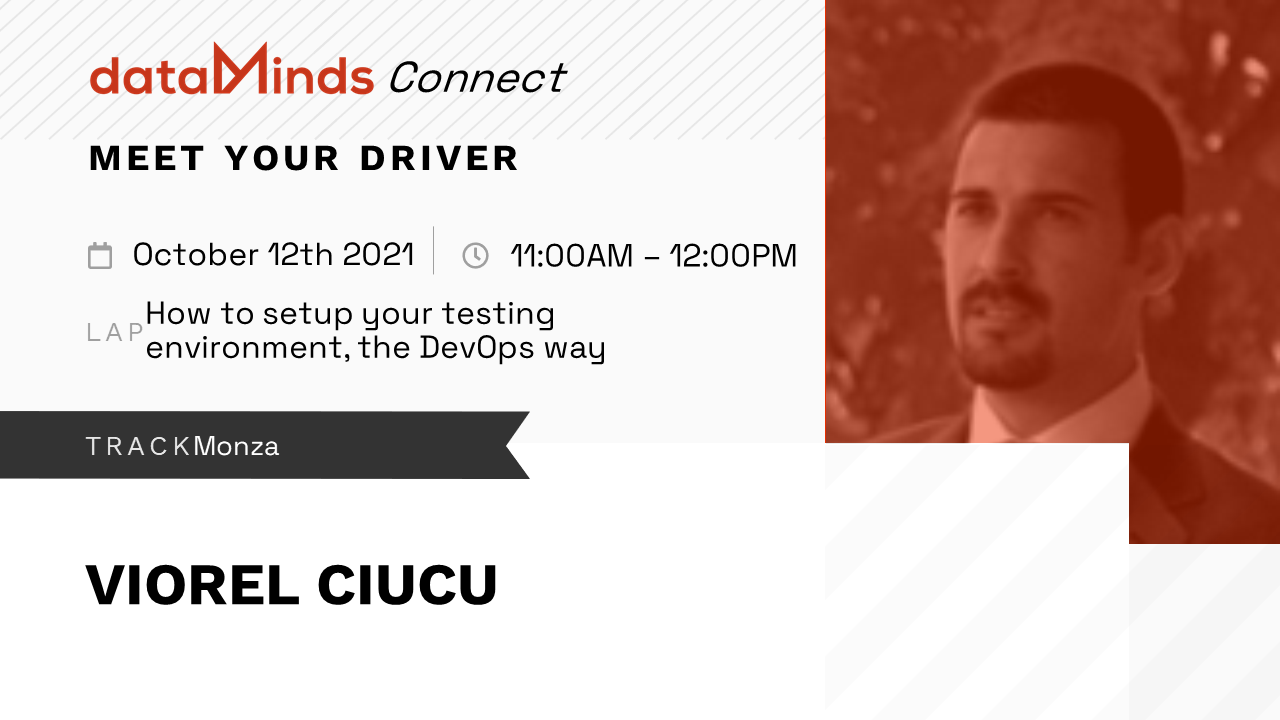 dataMinds Connect
MEET YOUR DRIVER
October 12th 2021
11:00AM – 12:00PM
LAP
How to setup your testing
environment, the DevOps way
TRACK Monza
VIOREL CIUCU